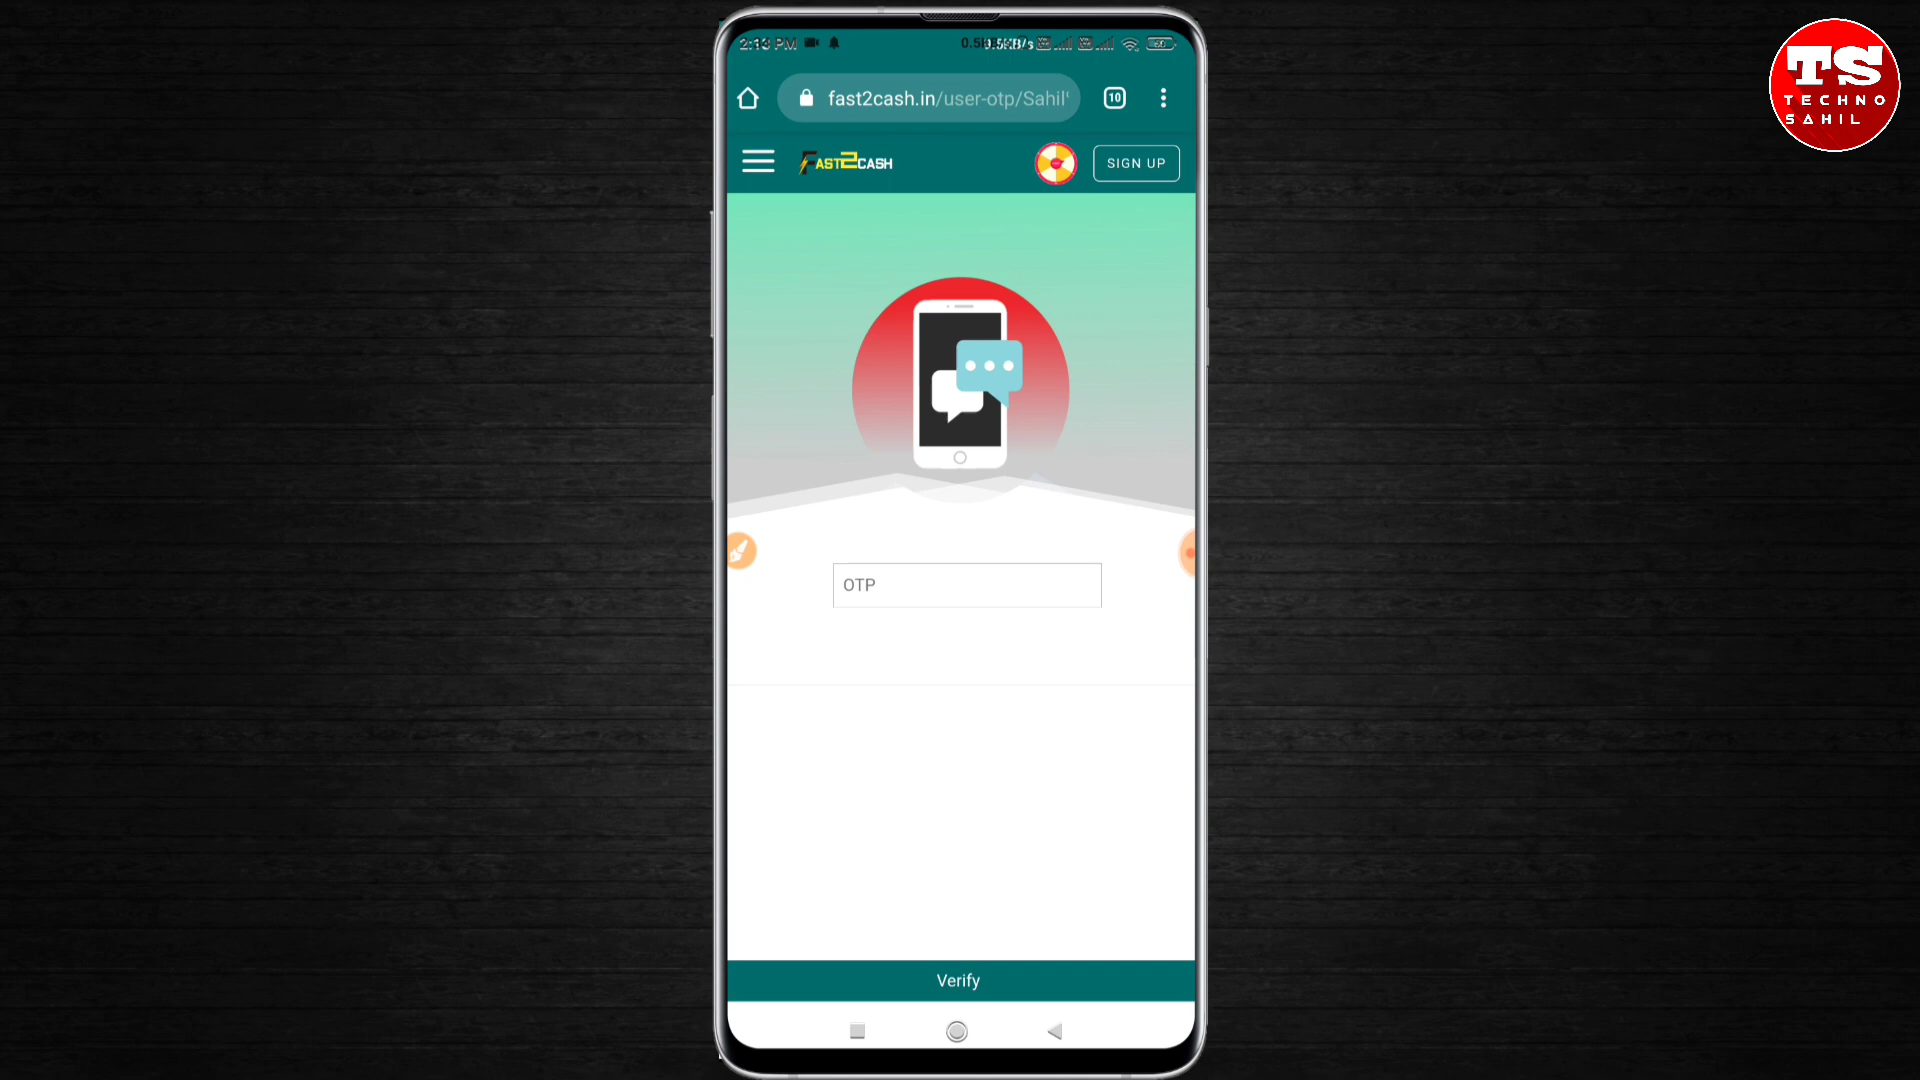 TS
TECHNO
SAHIL
2:13 PM
fast2cash.in/user-otp/Sahil
10
FAST2CASH
SIGN UP
OTP
Verify